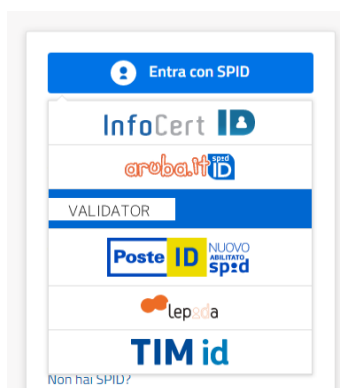 Entra con SPID
InfoCert ID
aruba.it spid ID
VALIDATOR
Poste ID NUOVO ABILITATO spid
lepida
TIM id
Non hai SPID?